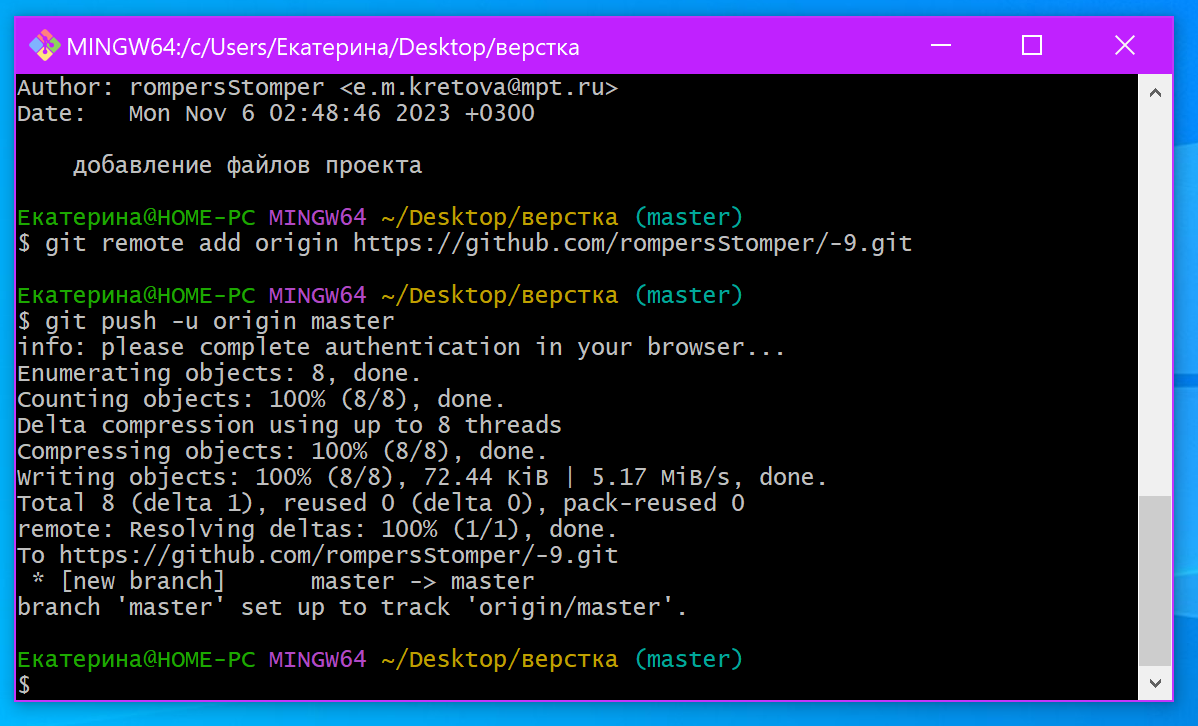 MINGW64:/c/Users/Екатерина/Desktop/верстка
Author: rompersStomper <e.m.kretova@mpt.ru>
Date:   Mon Nov 6 02:48:46 2023 +0300
    добавление файлов проекта
Екатерина@HOME-PC MINGW64 ~/Desktop/верстка (master)
$ git remote add origin https://github.com/rompersStomper/-9.git
Екатерина@HOME-PC MINGW64 ~/Desktop/верстка (master)
$ git push -u origin master
info: please complete authentication in your browser...
Enumerating objects: 8, done.
Counting objects: 100% (8/8), done.
Delta compression using up to 8 threads
Compressing objects: 100% (8/8), done.
Writing objects: 100% (8/8), 72.44 KiB | 5.17 MiB/s, done.
Total 8 (delta 1), reused 0 (delta 0), pack-reused 0
remote: Resolving deltas: 100% (1/1), done.
To https://github.com/rompersStomper/-9.git
 * [new branch]      master -> master
branch 'master' set up to track 'origin/master'.
Екатерина@HOME-PC MINGW64 ~/Desktop/верстка (master)
$